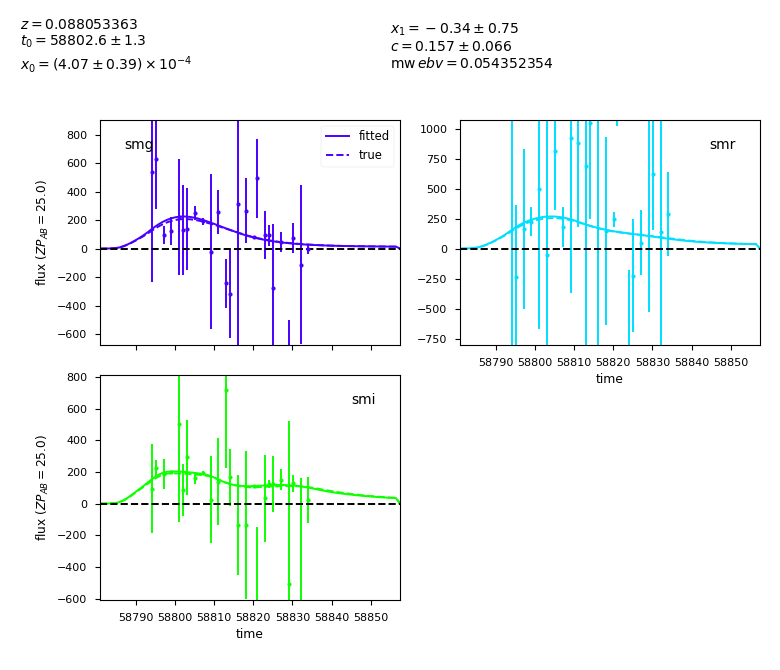 z = 0.088053363
t₀ = 58802.6 ± 1.3
x₀ = (4.07 ± 0.39) × 10⁻⁴
x₁ = −0.34 ± 0.75
c = 0.157 ± 0.066
mw ebv = 0.054352354
smg
fitted
true
800
600
400
200
0
−200
−400
−600
flux (ZP_AB = 25.0)
smr
1000
750
500
250
0
−250
−500
−750
58790 58800 58810 58820 58830 58840 58850
time
smi
800
600
400
200
0
−200
−400
−600
flux (ZP_AB = 25.0)
58790 58800 58810 58820 58830 58840 58850
time